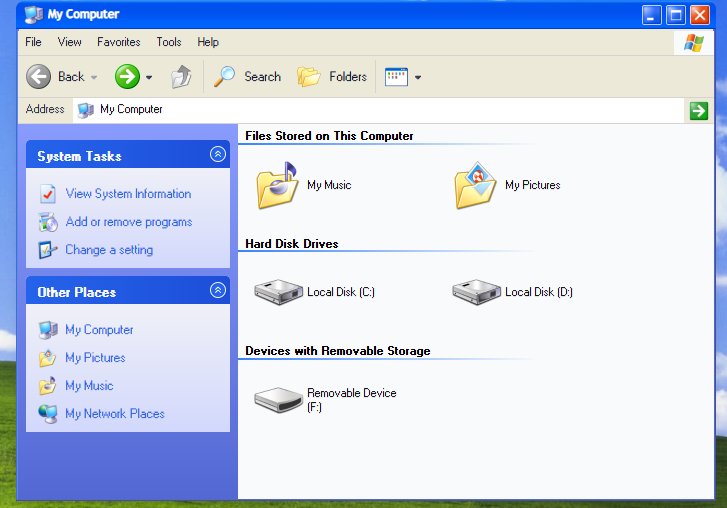 My Computer
File View Favorites Tools Help
Back Search Folders
Address My Computer
System Tasks
View System Information
Add or remove programs
Change a setting
Other Places
My Computer
My Pictures
My Music
My Network Places
Files Stored on This Computer
My Music My Pictures
Hard Disk Drives
Local Disk (C:) Local Disk (D:)
Devices with Removable Storage
Removable Device
(F:)